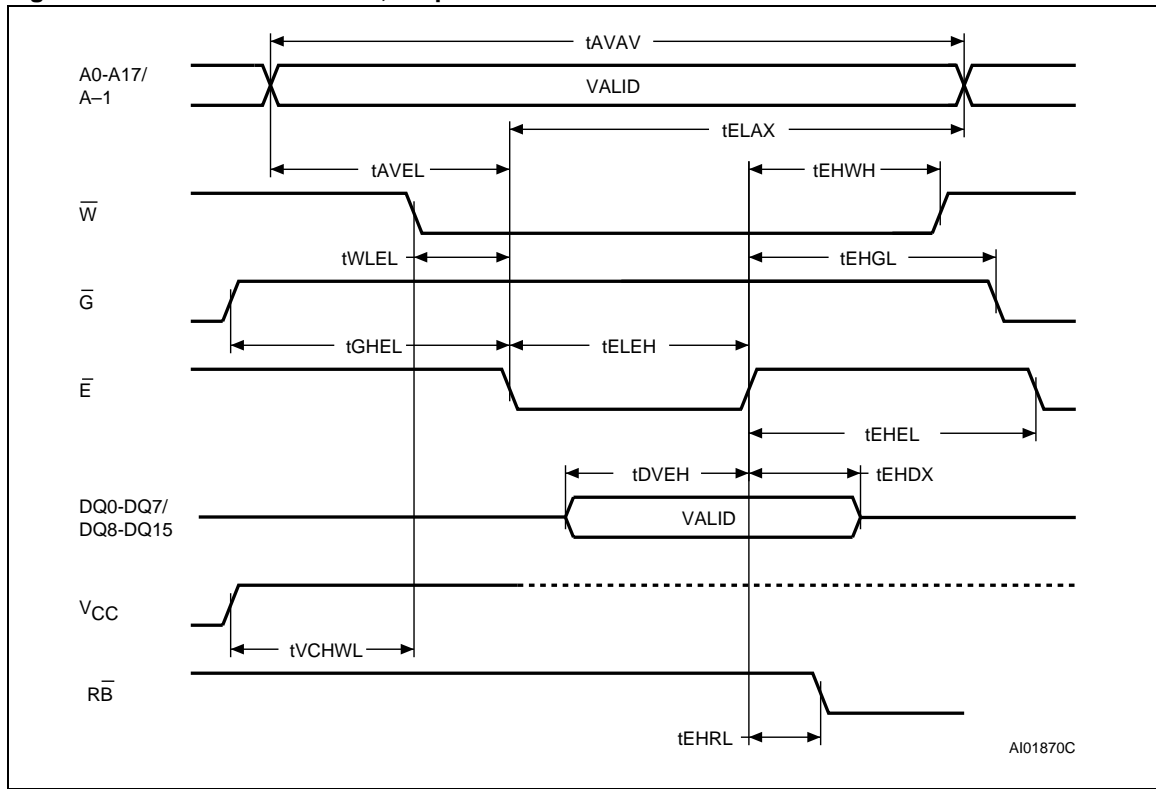 tAVAV
A0-A17/
A–1
VALID
tELAX
tAVEL
tEHWH
W̅
tWLEL
tEHGL
G̅
tGHEL
tELEH
E̅
tEHEL
tDVEH
tEHDX
DQ0-DQ7/
DQ8-DQ15
VALID
VCC
tVCHWL
RB̅
tEHRL
AI01870C